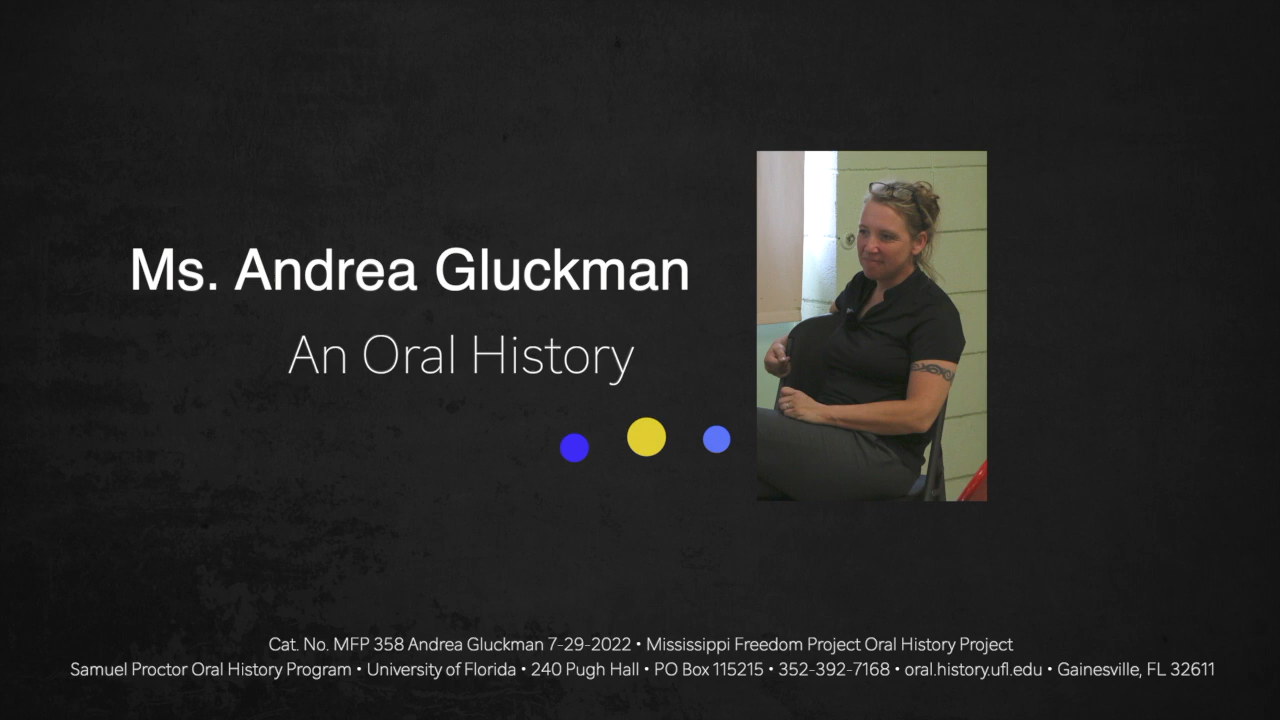 Ms. Andrea Gluckman
An Oral History
Cat. No. MFP 358 Andrea Gluckman 7-29-2022 • Mississippi Freedom Project Oral History Project
Samuel Proctor Oral History Program • University of Florida • 240 Pugh Hall • PO Box 115215 • 352-392-7168 • oral.history.ufl.edu • Gainesville, FL 32611